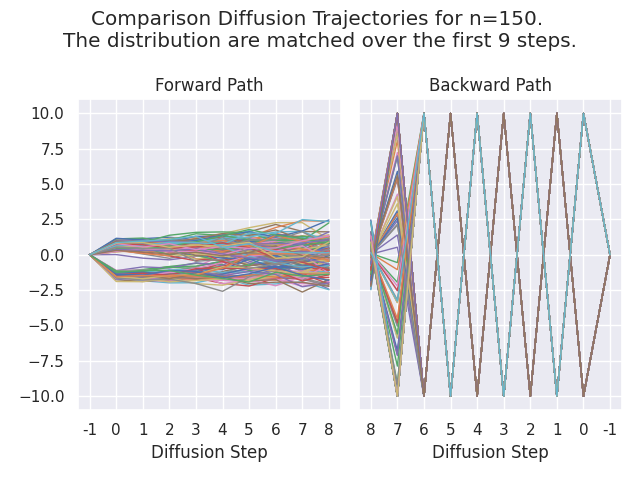 Comparison Diffusion Trajectories for n=150.
The distribution are matched over the first 9 steps.
Forward Path
Backward Path
10.0
7.5
5.0
2.5
0.0
−2.5
−5.0
−7.5
−10.0
-1 0 1 2 3 4 5 6 7 8
8 7 6 5 4 3 2 1 0 -1
Diffusion Step
Diffusion Step